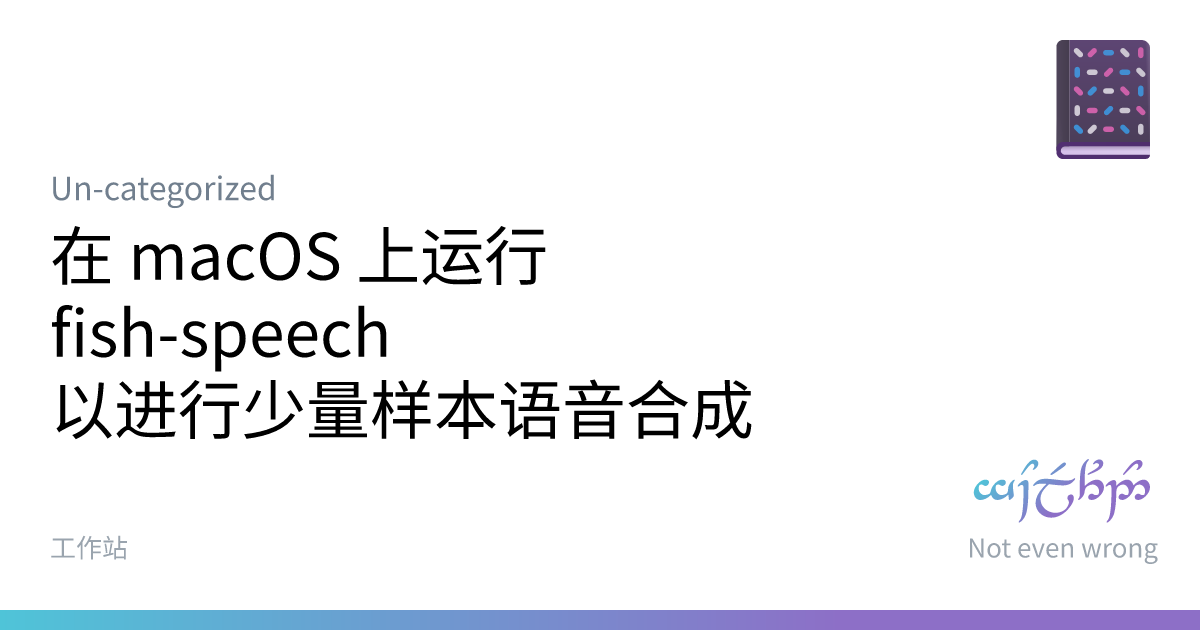 Un-categorized
在 macOS 上运行
fish-speech
以进行少量样本语音合成
工作站
Not even wrong